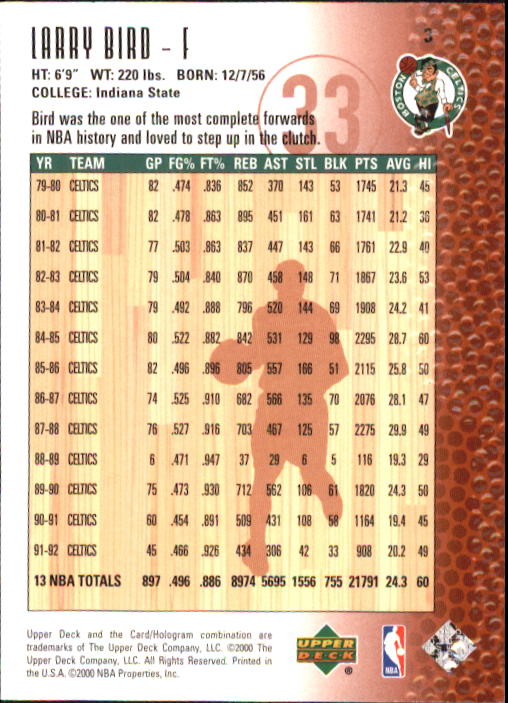 LARRY BIRD - F
3
HT: 6'9" WT: 220 lbs. BORN: 12/7/56
COLLEGE: Indiana State
BOSTON CELTICS
33
Bird was the one of the most complete forwards
in NBA history and loved to step up in the clutch.
YR TEAM GP FG% FT% REB AST STL BLK PTS AVG HI
79-80 CELTICS 82 .474 .836 852 370 143 53 1745 21.3 45
80-81 CELTICS 82 .478 .863 895 451 161 63 1741 21.2 36
81-82 CELTICS 77 .503 .863 837 447 143 66 1761 22.9 40
82-83 CELTICS 79 .504 .840 870 458 148 71 1867 23.6 53
83-84 CELTICS 79 .492 .888 796 520 144 69 1908 24.2 41
84-85 CELTICS 80 .522 .882 842 531 129 98 2295 28.7 60
85-86 CELTICS 82 .496 .896 805 557 166 51 2115 25.8 50
86-87 CELTICS 74 .525 .910 682 566 135 70 2076 28.1 47
87-88 CELTICS 76 .527 .916 703 467 125 57 2275 29.9 49
88-89 CELTICS 6 .471 .947 37 29 6 5 116 19.3 29
89-90 CELTICS 75 .473 .930 712 562 106 61 1820 24.3 50
90-91 CELTICS 60 .454 .891 509 431 108 58 1164 19.4 45
91-92 CELTICS 45 .466 .926 434 306 42 33 908 20.2 49
13 NBA TOTALS 897 .496 .886 8974 5695 1556 755 21791 24.3 60
Upper Deck and the Card/Hologram combination are
trademarks of The Upper Deck Company, LLC. ©2000 The
Upper Deck Company, LLC. All Rights Reserved. Printed in
the U.S.A. ©2000 NBA Properties, Inc.
UPPER
DECK
®
NBA